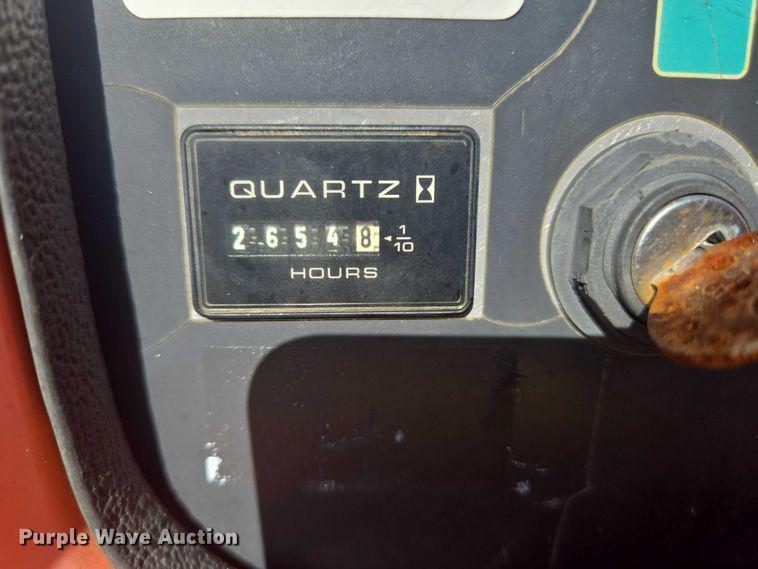 QUARTZ
2 6 5 4 8 1/10
HOURS
Purple Wave Auction